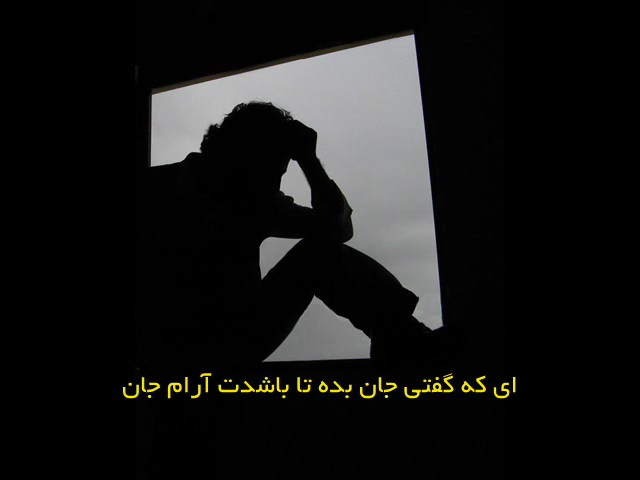 ای که گفتی جان بده تا باشدت آرام جان